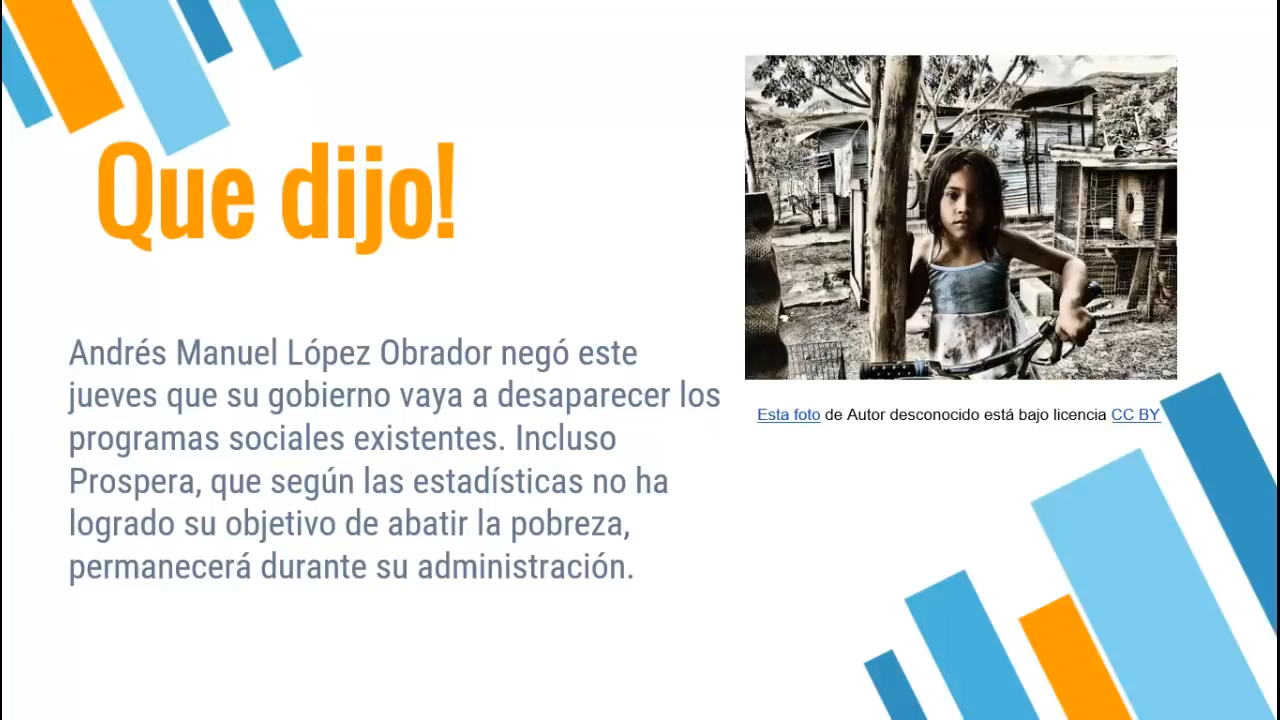 Que dijo!
Andrés Manuel López Obrador negó este
jueves que su gobierno vaya a desaparecer los
programas sociales existentes. Incluso
Prospera, que según las estadísticas no ha
logrado su objetivo de abatir la pobreza,
permanecerá durante su administración.
Esta foto de Autor desconocido está bajo licencia CC BY